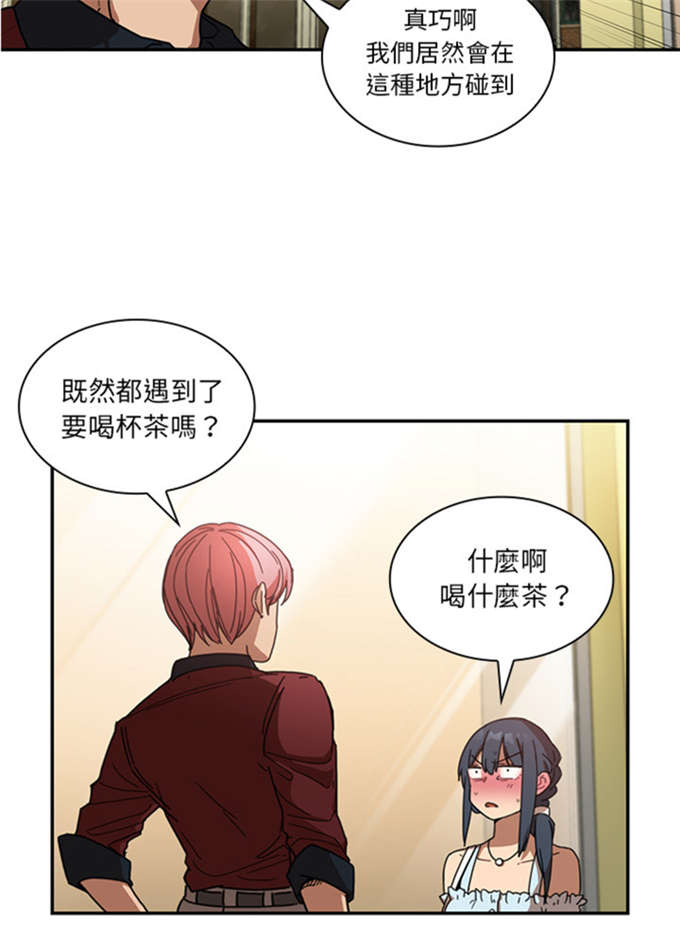 真巧啊
我們居然會在
這種地方碰到
既然都遇到了
要喝杯茶嗎？
什麼啊
喝什麼茶？